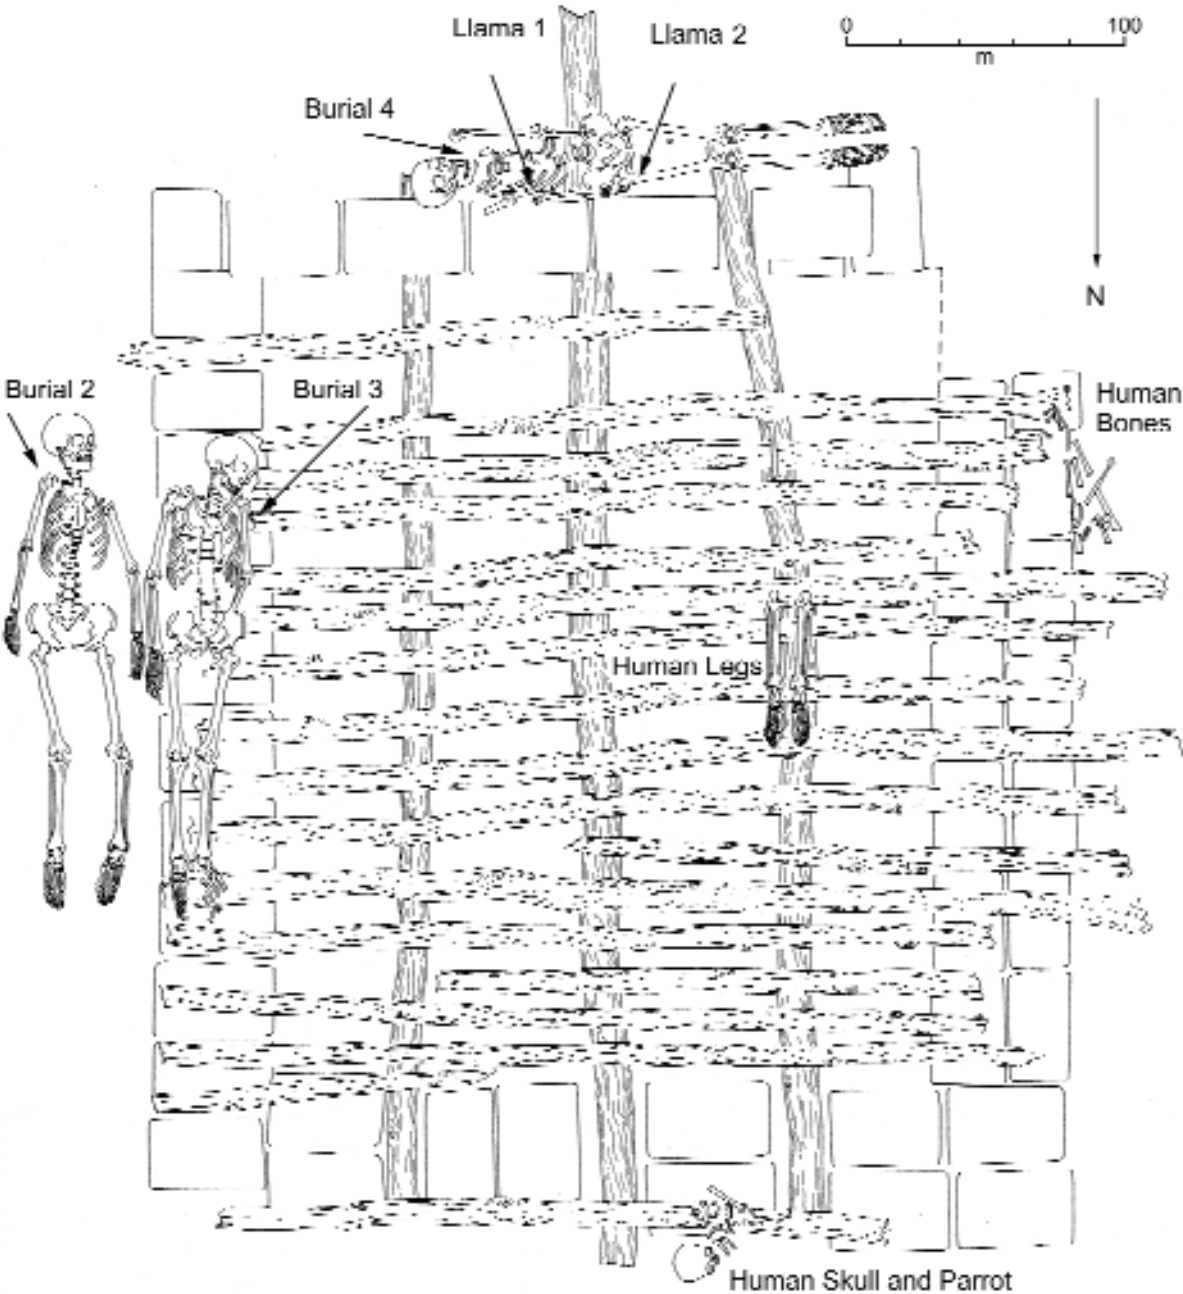 Llama 1
Llama 2
0 100
m
Burial 4
N
Burial 2
Burial 3
Human
Bones
Human Legs
Human Skull and Parrot